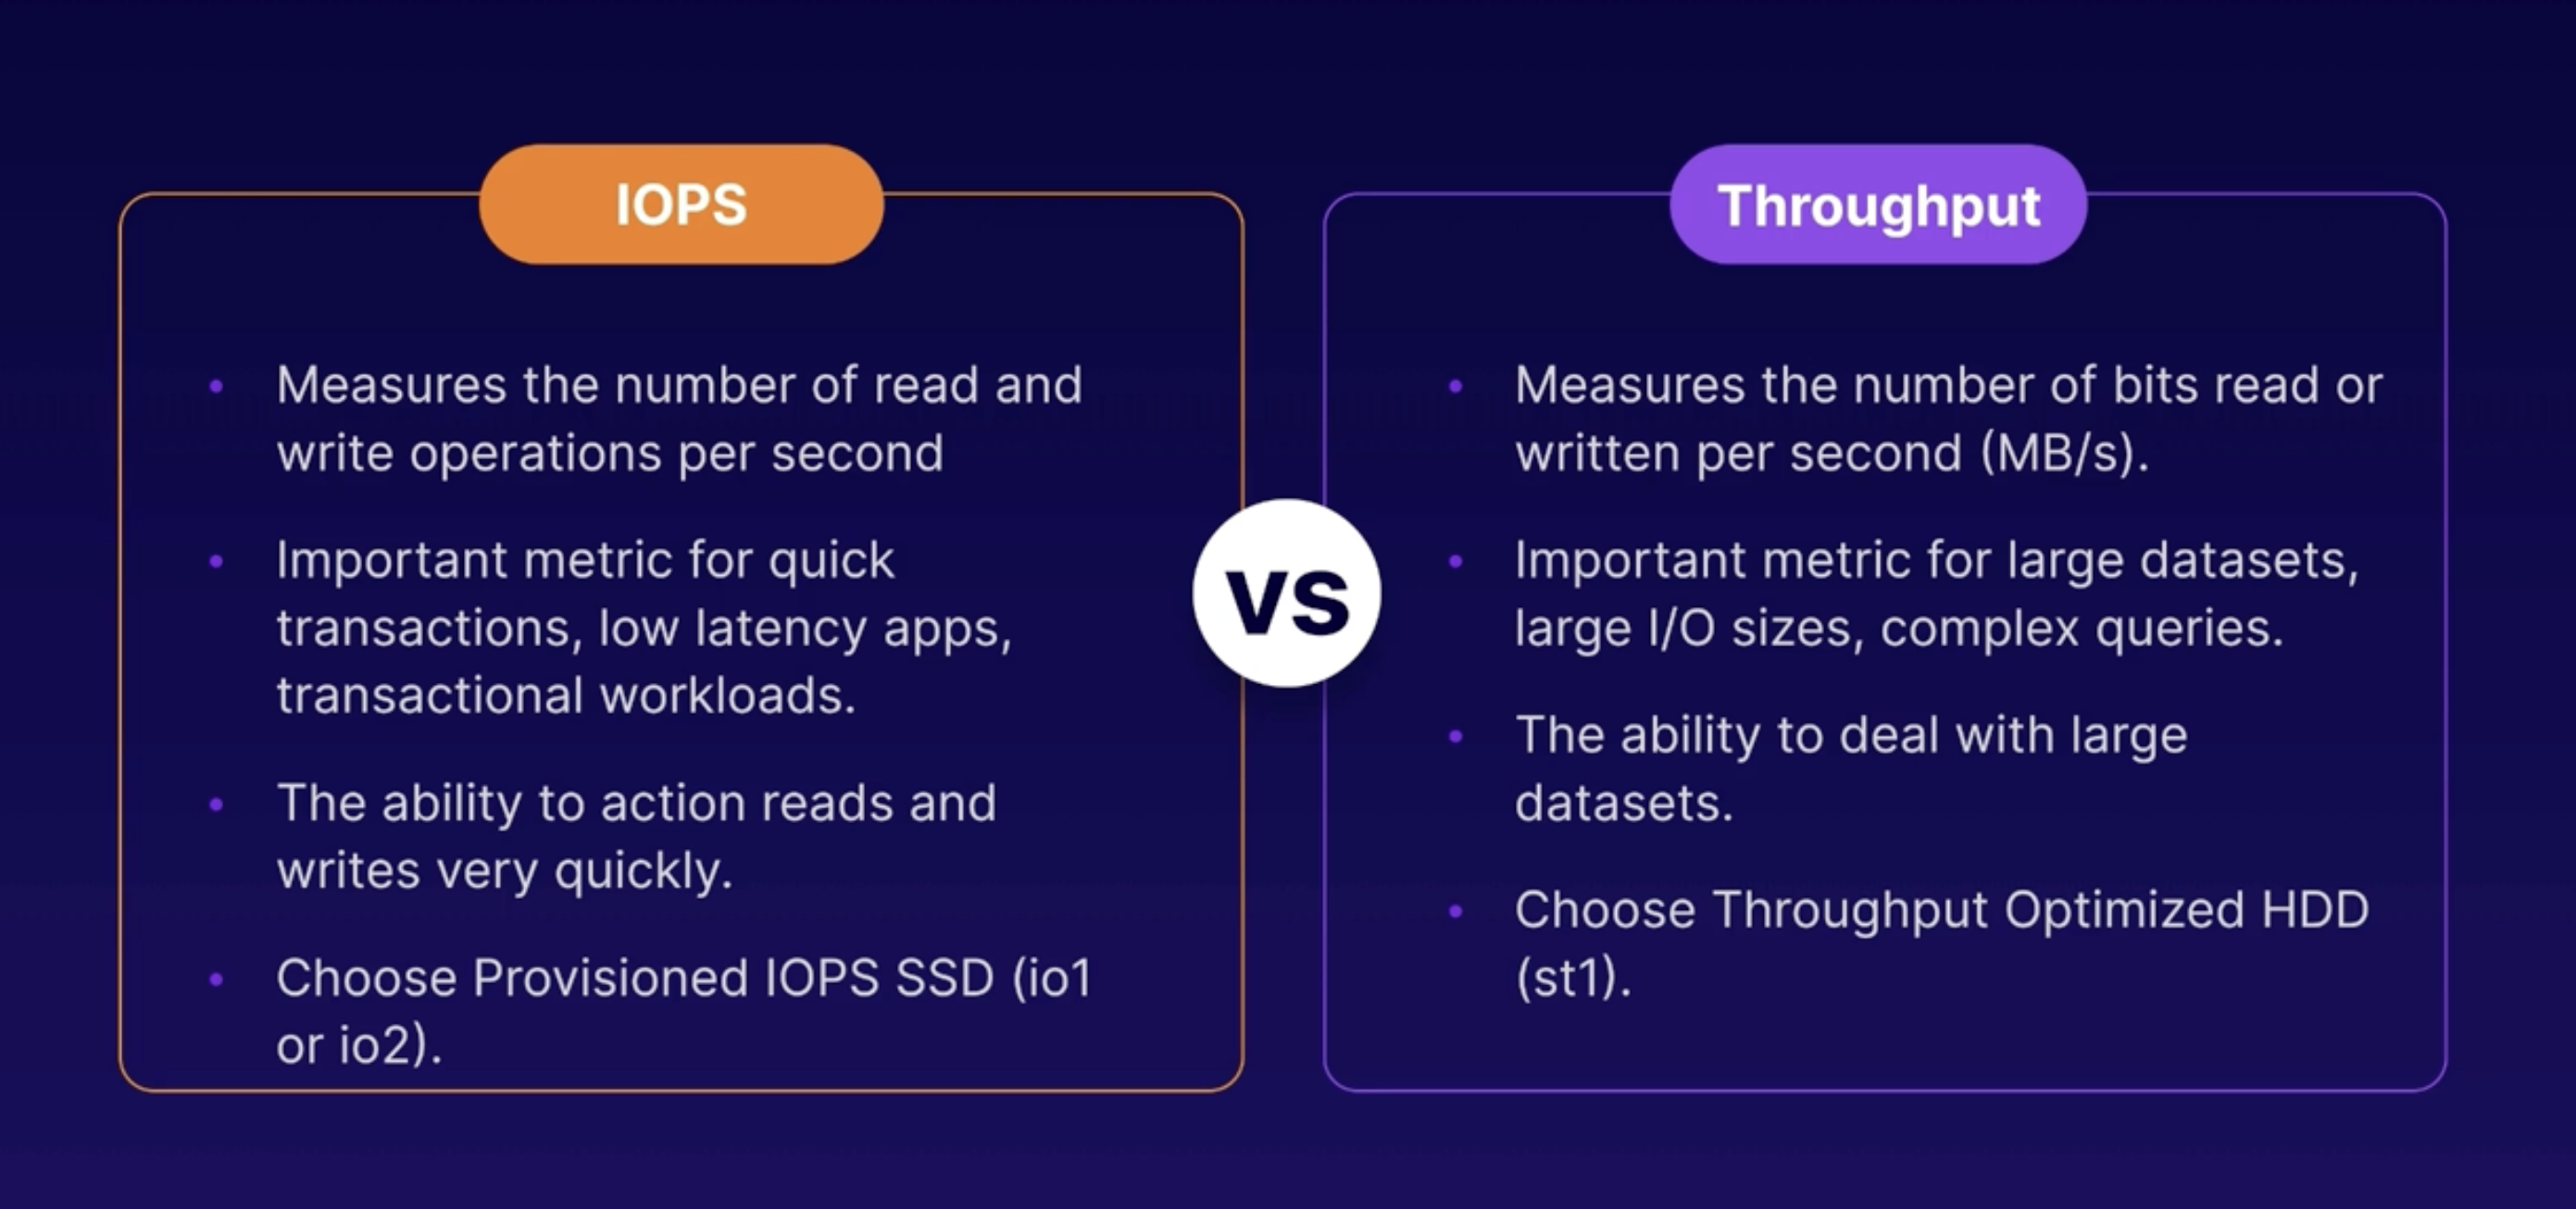 IOPS
Measures the number of read and
write operations per second
Important metric for quick
transactions, low latency apps,
transactional workloads.
The ability to action reads and
writes very quickly.
Choose Provisioned IOPS SSD (io1
or io2).
VS
Throughput
Measures the number of bits read or
written per second (MB/s).
Important metric for large datasets,
large I/O sizes, complex queries.
The ability to deal with large
datasets.
Choose Throughput Optimized HDD
(st1).